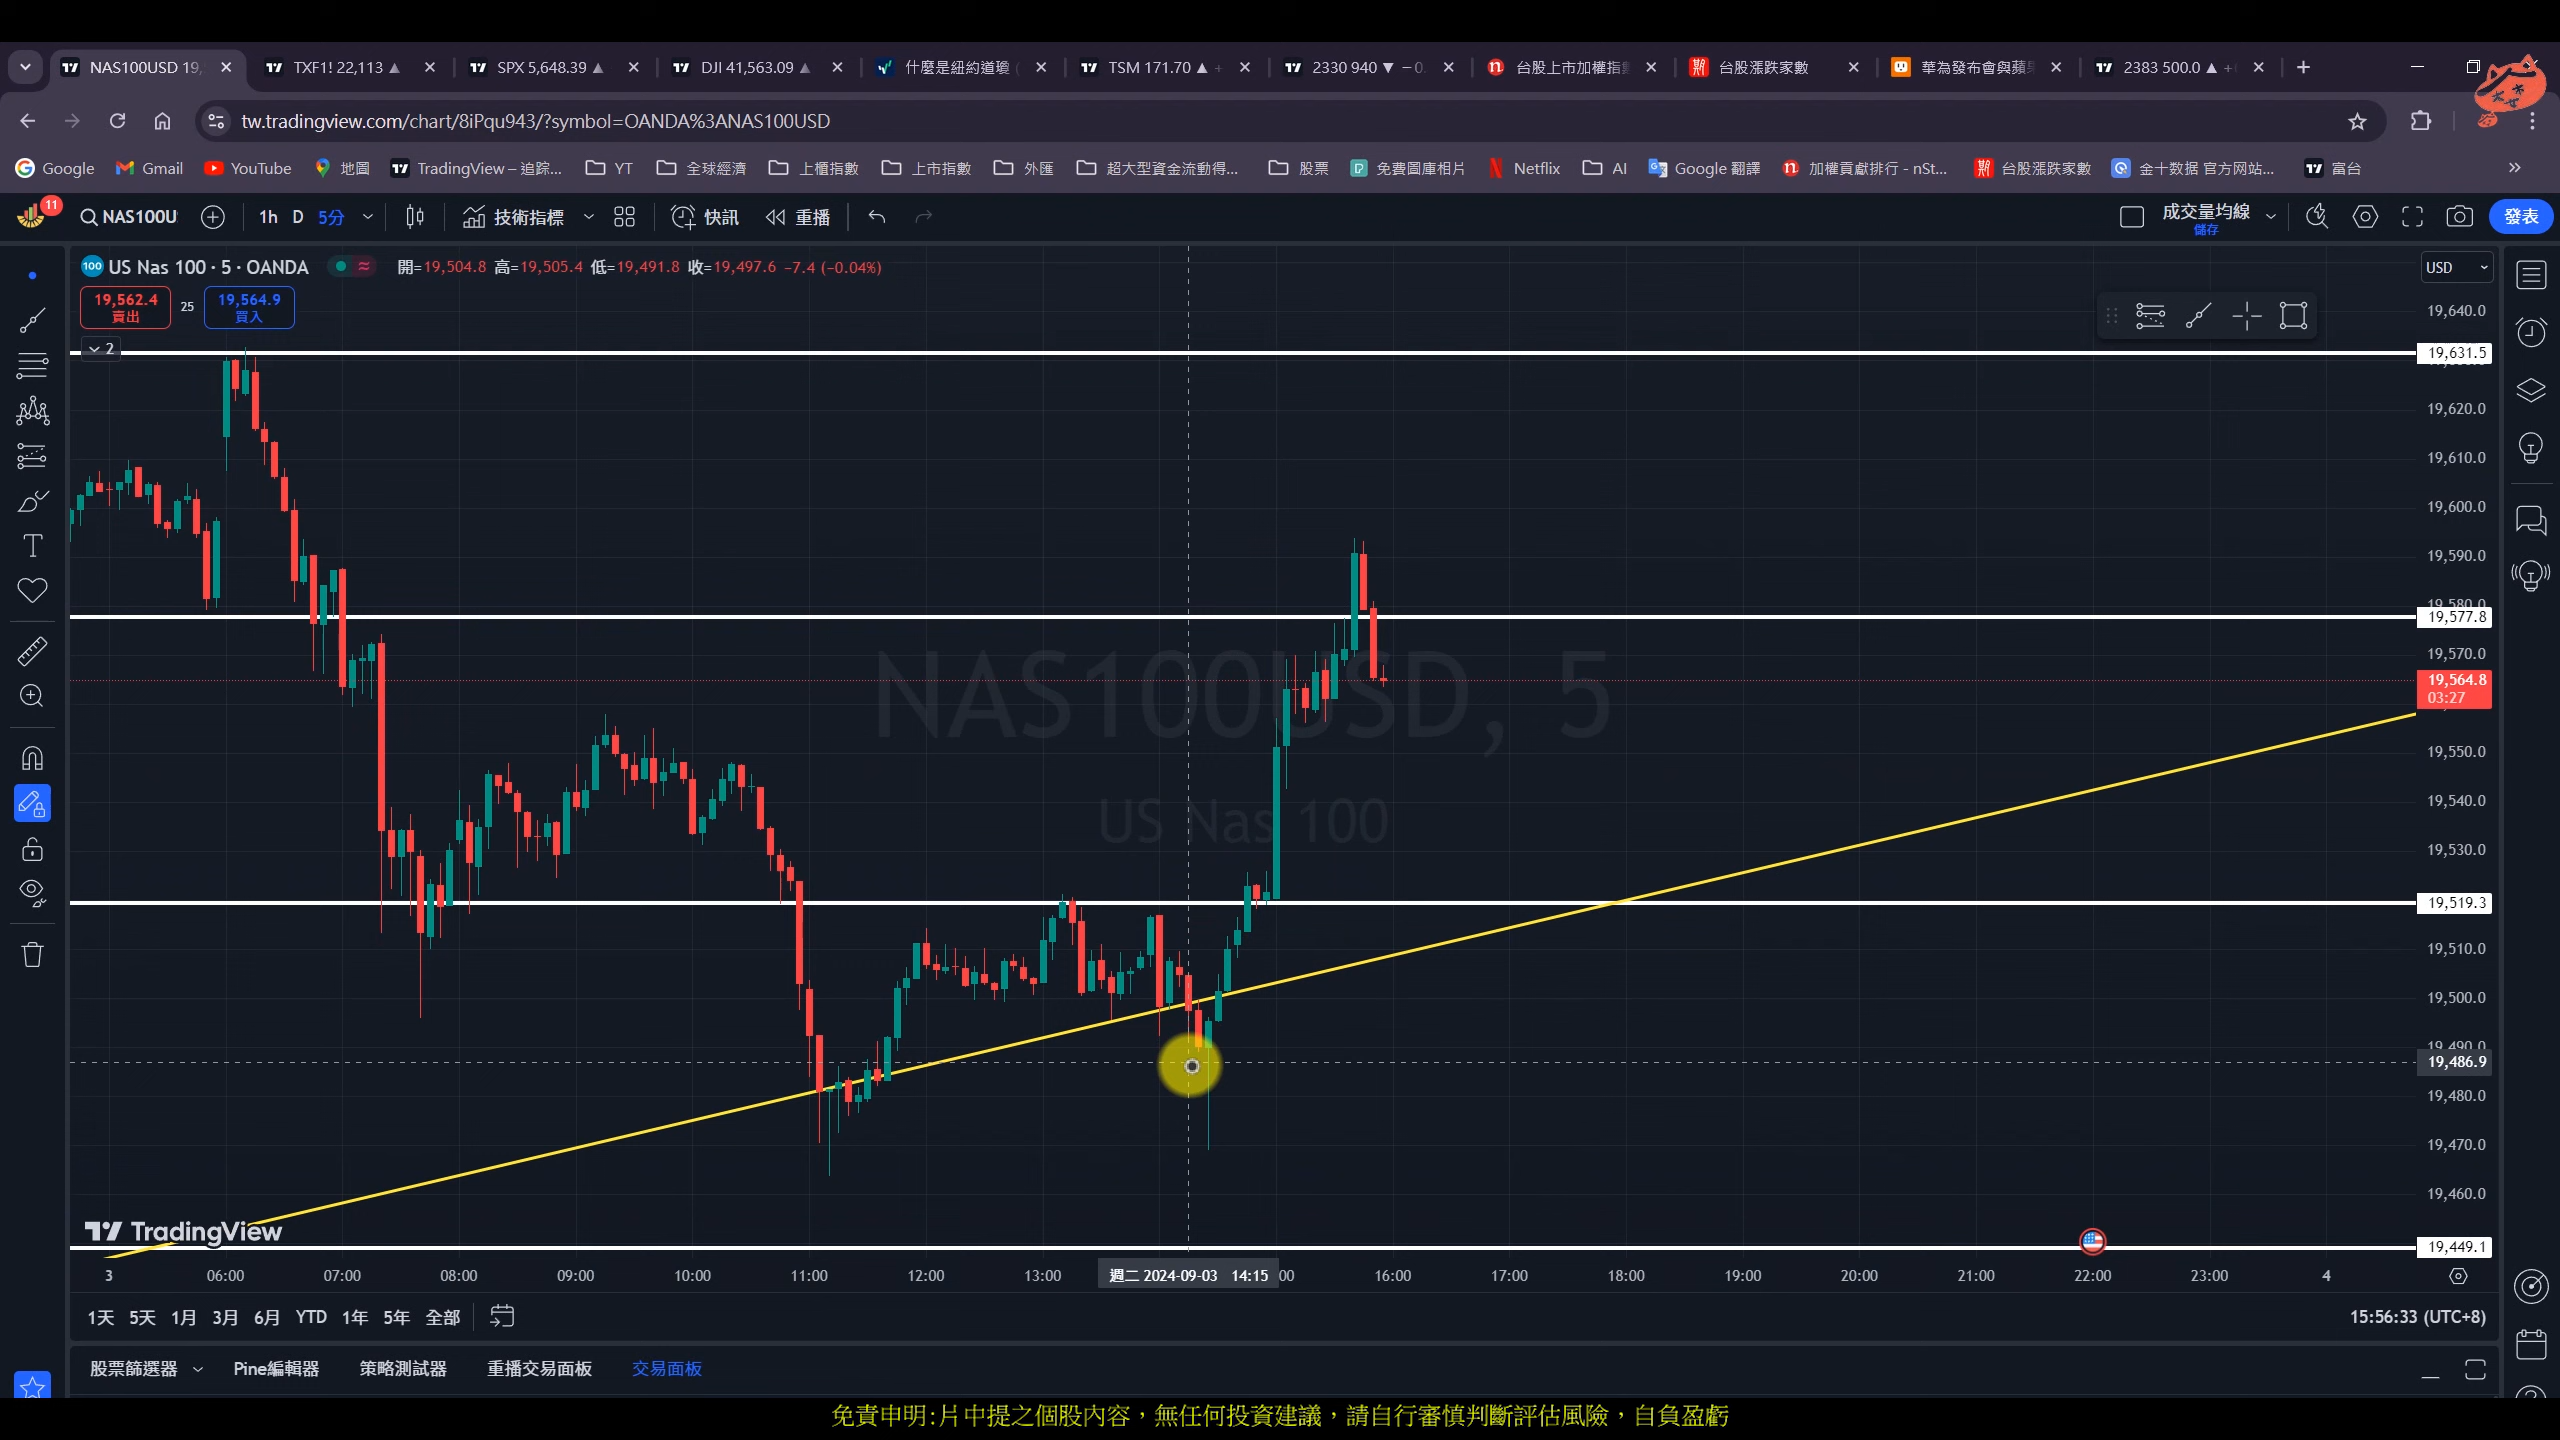 NAS100USD 19,
TXF1! 22,113 ▲
SPX 5,648.39 ▲
DJI 41,563.09 ▲
什麼是紐約道瓊
TSM 171.70 ▲ +
2330 940 ▼ −0.
台股上市加權指
台股漲跌家數
華為發布會與蘋
2383 500.0 ▲ +
tw.tradingview.com/chart/8iPqu943/?symbol=OANDA%3ANAS100USD
Google
Gmail
YouTube
地圖
TradingView – 追踪...
YT
全球經濟
上櫃指數
上市指數
外匯
超大型資金流動得...
股票
免費圖庫相片
Netflix
AI
Google 翻譯
加權貢獻排行 - nSt...
台股漲跌家數
金十数据 官方网站...
富台
11
NAS100U
1h
D
5分
技術指標
快訊
重播
成交量均線
儲存
發表
100 US Nas 100 · 5 · OANDA
開=19,504.8 高=19,505.4 低=19,491.8 收=19,497.6 −7.4 (−0.04%)
USD
19,562.4
賣出
25
19,564.9
買入
2
NAS100USD, 5
US Nas 100
19,640.0
19,631.5
19,620.0
19,610.0
19,600.0
19,590.0
19,580.0
19,577.8
19,570.0
19,564.8
03:27
19,550.0
19,540.0
19,530.0
19,519.3
19,510.0
19,500.0
19,490.0
19,486.9
19,480.0
19,470.0
19,460.0
19,449.1
TradingView
3
06:00
07:00
08:00
09:00
10:00
11:00
12:00
13:00
週二 2024-09-03 14:15
:00
16:00
17:00
18:00
19:00
20:00
21:00
22:00
23:00
4
1天
5天
1月
3月
6月
YTD
1年
5年
全部
15:56:33 (UTC+8)
股票篩選器
Pine編輯器
策略測試器
重播交易面板
交易面板
免責申明:片中提之個股內容，無任何投資建議，請自行審慎判斷評估風險，自負盈虧